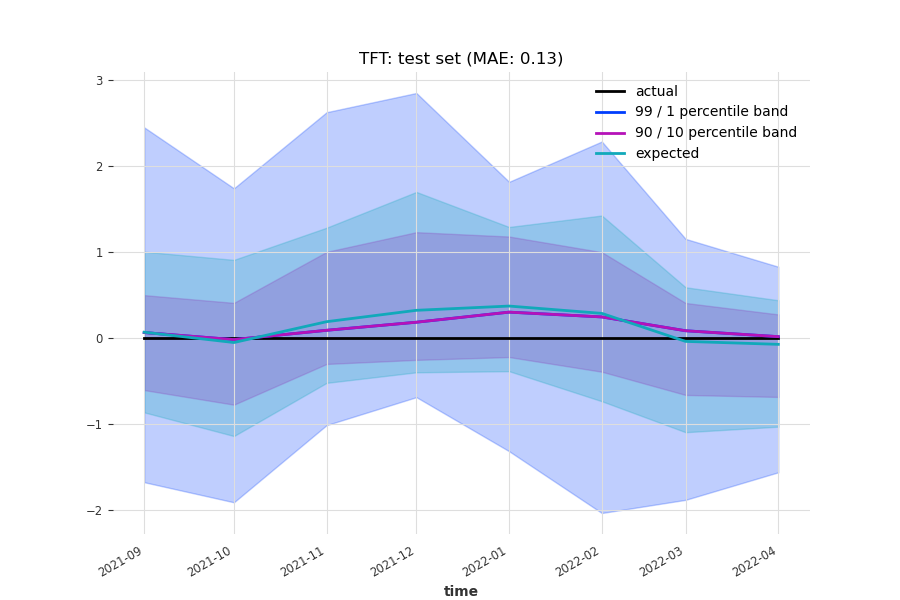 TFT: test set (MAE: 0.13)
3
2
1
0
−1
−2
actual
99 / 1 percentile band
90 / 10 percentile band
expected
2021-09
2021-10
2021-11
2021-12
2022-01
2022-02
2022-03
2022-04
time